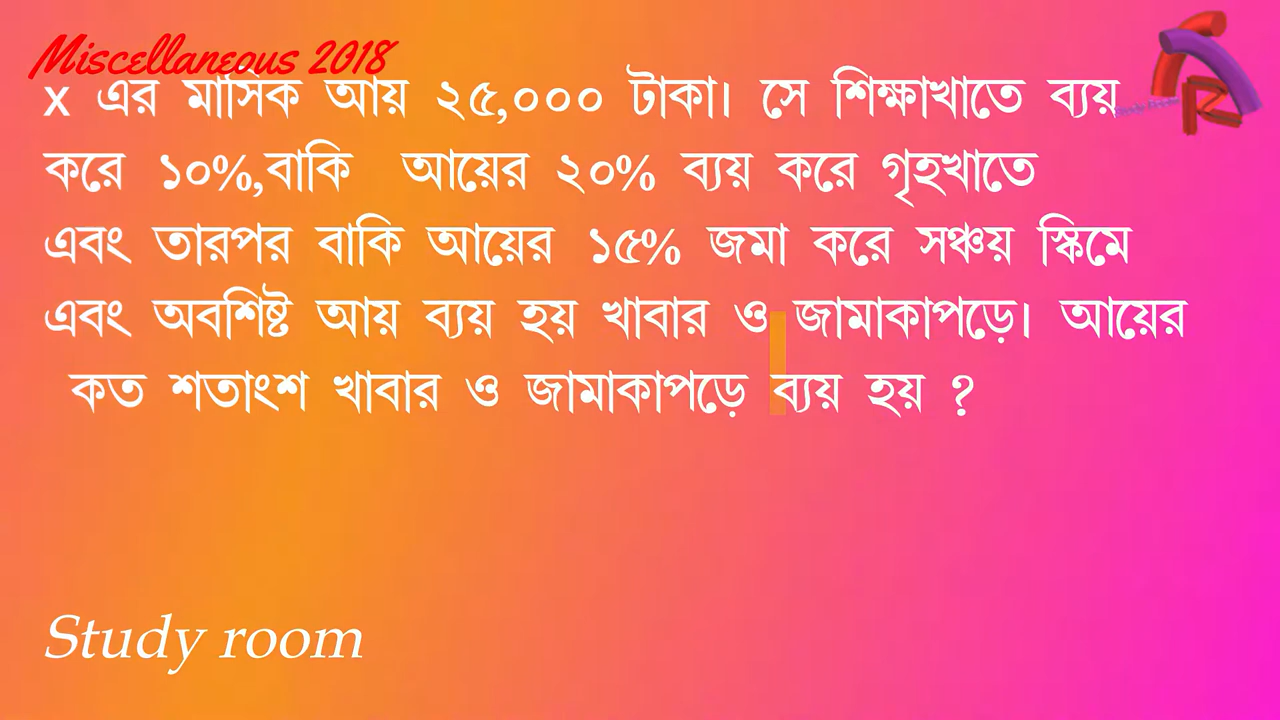 Miscellaneous 2018
x এর মাসিক আয় ২৫,০০০ টাকা। সে শিক্ষাখাতে ব্যয়
করে ১০%,বাকি আয়ের ২০% ব্যয় করে গৃহখাতে
এবং তারপর বাকি আয়ের ১৫% জমা করে সঞ্চয় স্কিমে
এবং অবশিষ্ট আয় ব্যয় হয় খাবার ও জামাকাপড়ে। আয়ের
কত শতাংশ খাবার ও জামাকাপড়ে ব্যয় হয় ?
Study room